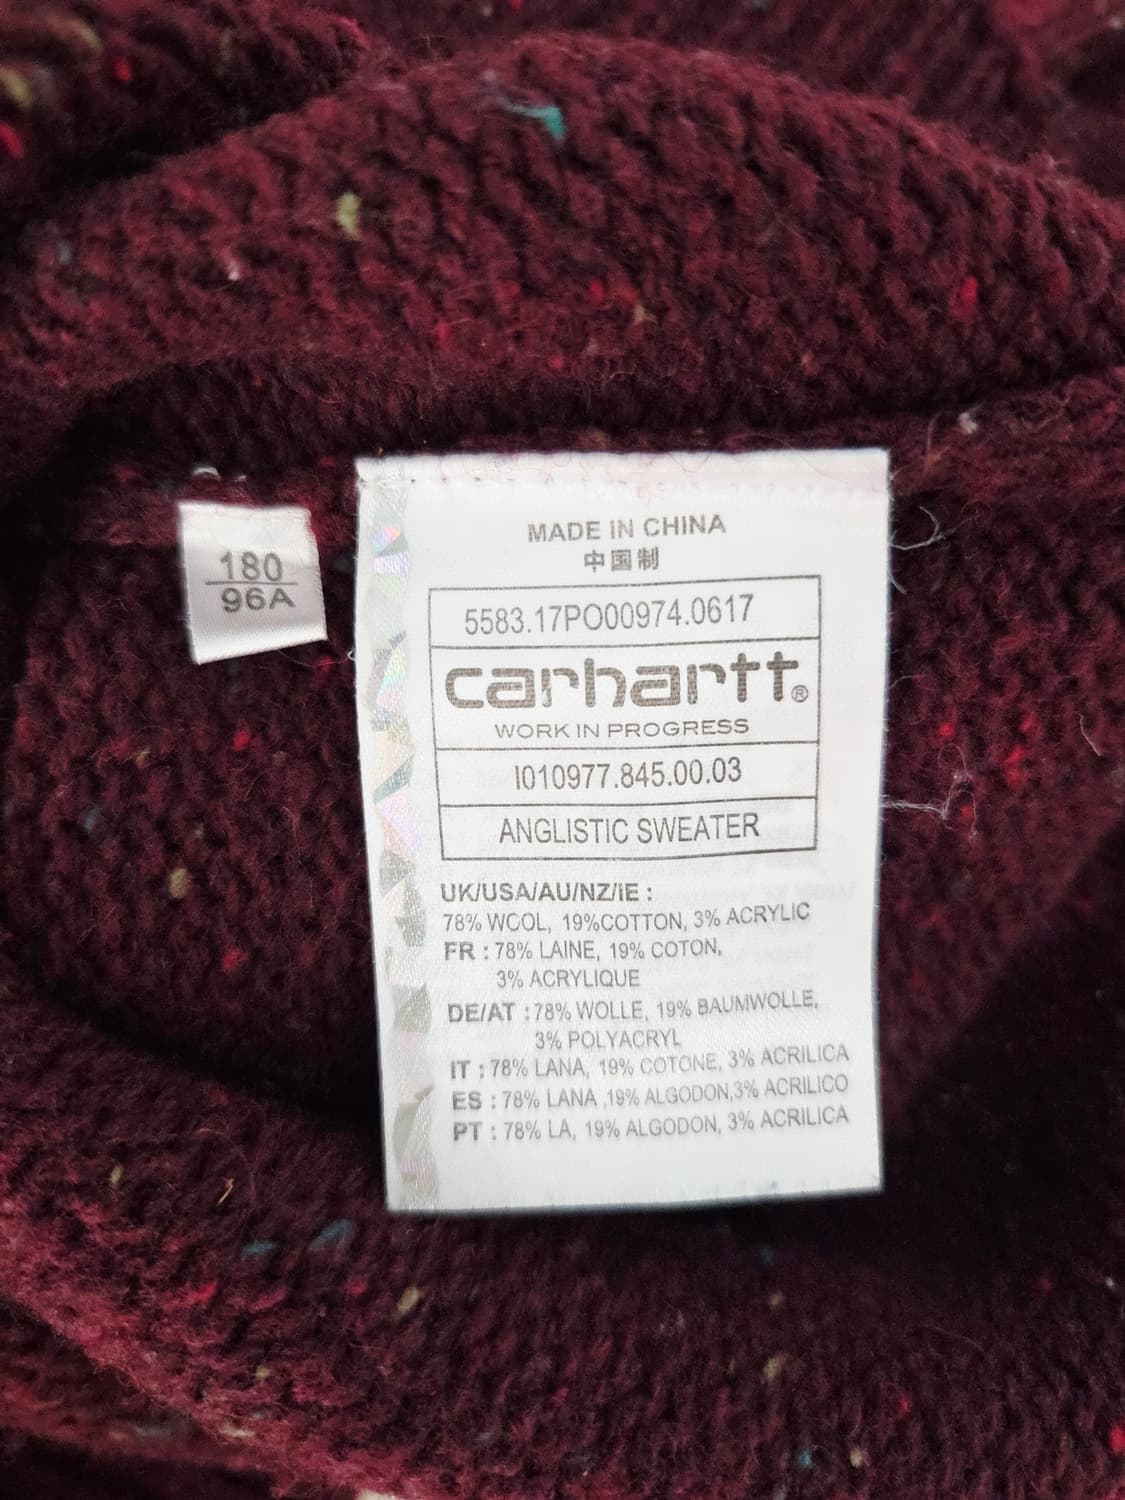 180
96A
MADE IN CHINA
中国制
5583.17PO00974.0617
carhartt®
WORK IN PROGRESS
I010977.845.00.03
ANGLISTIC SWEATER
UK/USA/AU/NZ/IE :
78% WOOL, 19%COTTON, 3% ACRYLIC
FR : 78% LAINE, 19% COTON,
3% ACRYLIQUE
DE/AT : 78% WOLLE, 19% BAUMWOLLE,
3% POLYACRYL
IT : 78% LANA, 19% COTONE, 3% ACRILICA
ES : 78% LANA ,19% ALGODON,3% ACRILICO
PT : 78% LA, 19% ALGODON, 3% ACRILICA